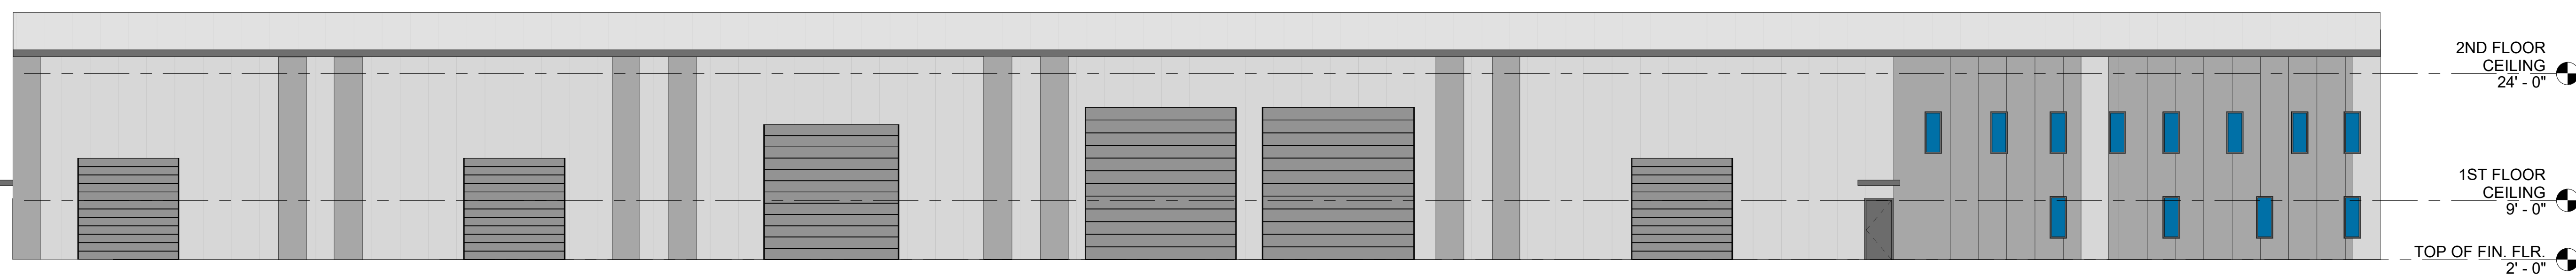 2ND FLOOR
CEILING
24' - 0"
1ST FLOOR
CEILING
9' - 0"
TOP OF FIN. FLR.
2' - 0"